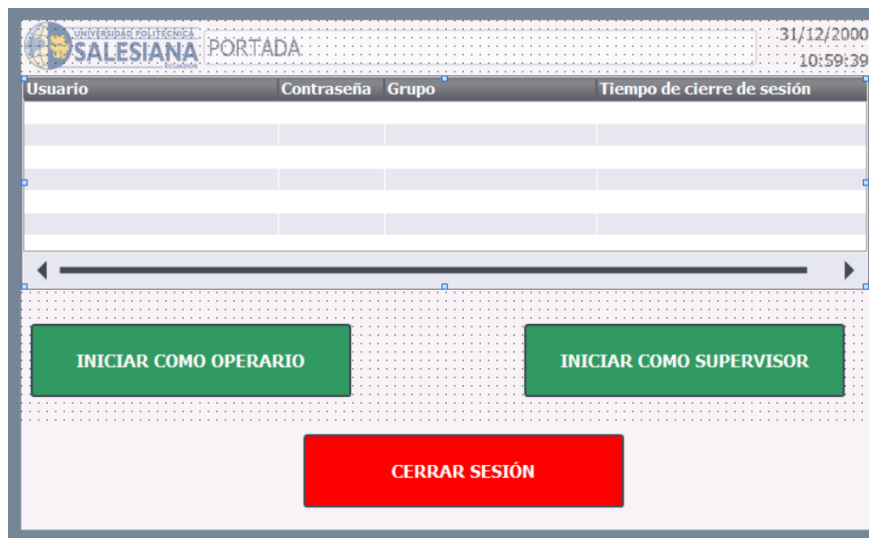 UNIVERSIDAD POLITÉCNICA
SALESIANA
ECUADOR
PORTADA
31/12/2000
10:59:39
Usuario Contraseña Grupo Tiempo de cierre de sesión
INICIAR COMO OPERARIO INICIAR COMO SUPERVISOR
CERRAR SESIÓN